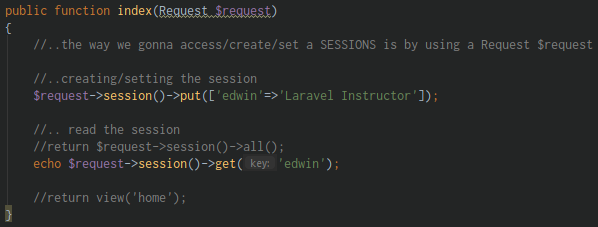 public function index(Request $request)
{
//..the way we gonna access/create/set a SESSIONS is by using a Request $request
//..creating/setting the session
$request->session()->put(['edwin'=>'Laravel Instructor']);
//.. read the session
//return $request->session()->all();
echo $request->session()->get( key: 'edwin');
//return view('home');
}